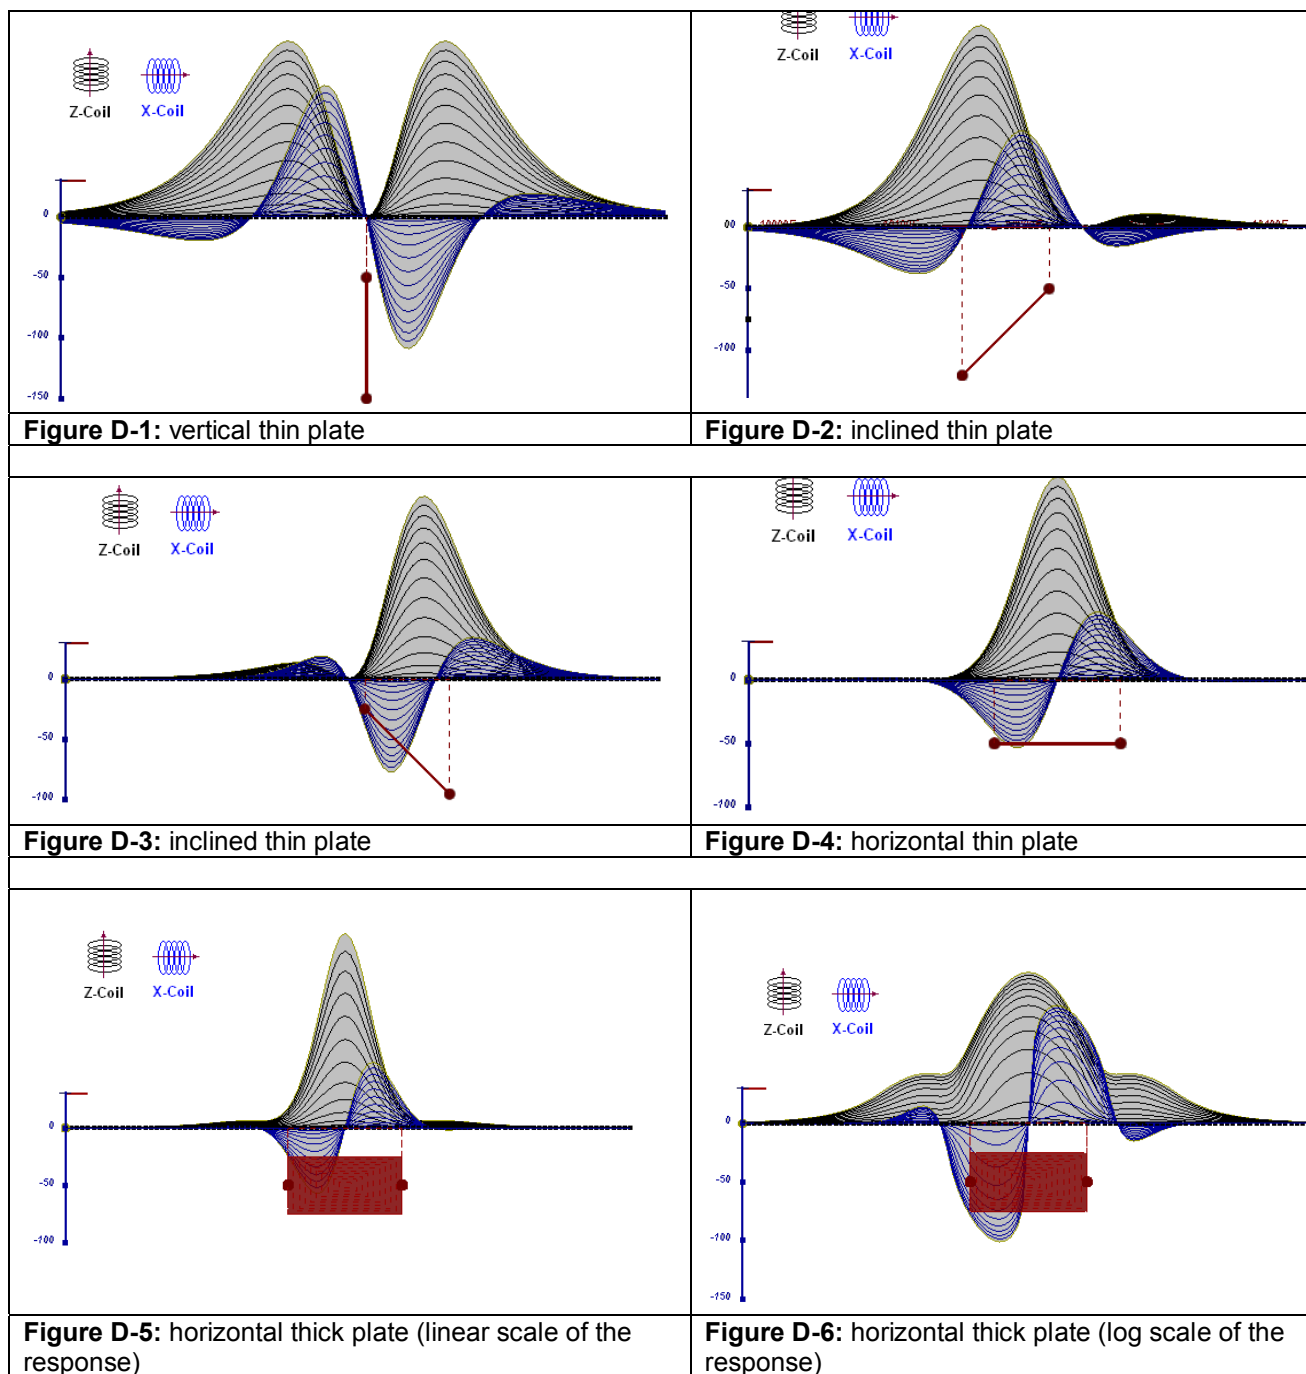 Z-Coil X-Coil
0
-50
-100
-150
Z-Coil X-Coil
00
-50
-100
Figure D-1: vertical thin plate
Figure D-2: inclined thin plate
Z-Coil X-Coil
0
-50
-100
Z-Coil X-Coil
0
-50
-100
Figure D-3: inclined thin plate
Figure D-4: horizontal thin plate
Z-Coil X-Coil
0
-50
-100
Z-Coil X-Coil
0
-50
-100
-150
Figure D-5: horizontal thick plate (linear scale of the
response)
Figure D-6: horizontal thick plate (log scale of the
response)